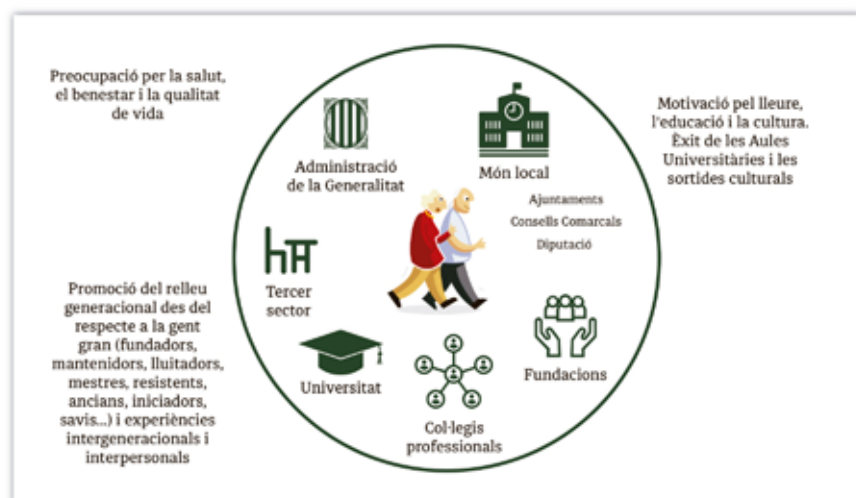 Preocupació per la salut,
el benestar i la qualitat
de vida
Motivació pel lleure,
l'educació i la cultura.
Èxit de les Aules
Universitàries i les
sortides culturals
Administració
de la Generalitat
Món local
Ajuntaments
Consells Comarcals
Diputació
Tercer
sector
Promoció del relleu
generacional des del
respecte a la gent
gran (fundadors,
mantenidors, lluitadors,
mestres, resistents,
ancians, iniciadors,
savis...) i experiències
intergeneracionals i
interpersonals
Universitat
Col·legis
professionals
Fundacions